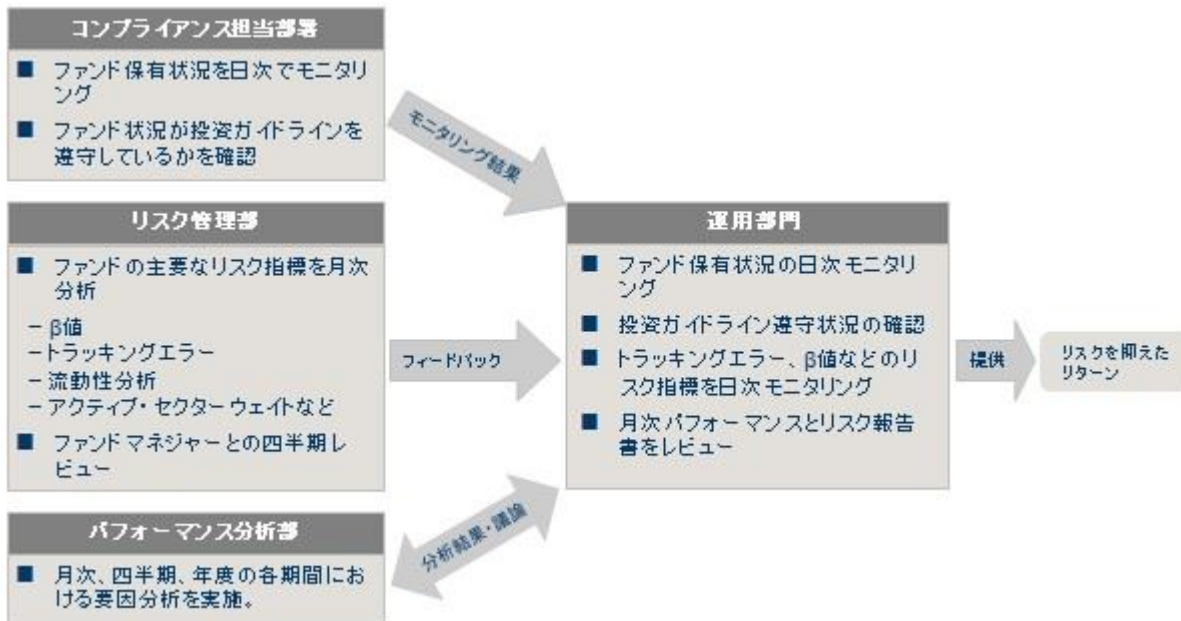 コンプライアンス担当部署
■ ファンド保有状況を日次でモニタリ
ング
■ ファンド状況が投資ガイドラインを
遵守しているかを確認
モニタリング結果
リスク管理部
■ ファンドの主要なリスク指標を月次
分析
－β値
－トラッキングエラー
－流動性分析
－アクティブ・セクターウェイトなど
■ ファンドマネジャーとの四半期レ
ビュー
フィードバック
パフォーマンス分析部
■ 月次、四半期、年度の各期間にお
ける要因分析を実施。
分析結果・議論
運用部門
■ ファンド保有状況の日次モニタリ
ング
■ 投資ガイドライン遵守状況の確認
■ トラッキングエラー、β値などのリ
スク指標を日次モニタリング
■ 月次パフォーマンスとリスク報告
書をレビュー
提供
リスクを抑えた
リターン